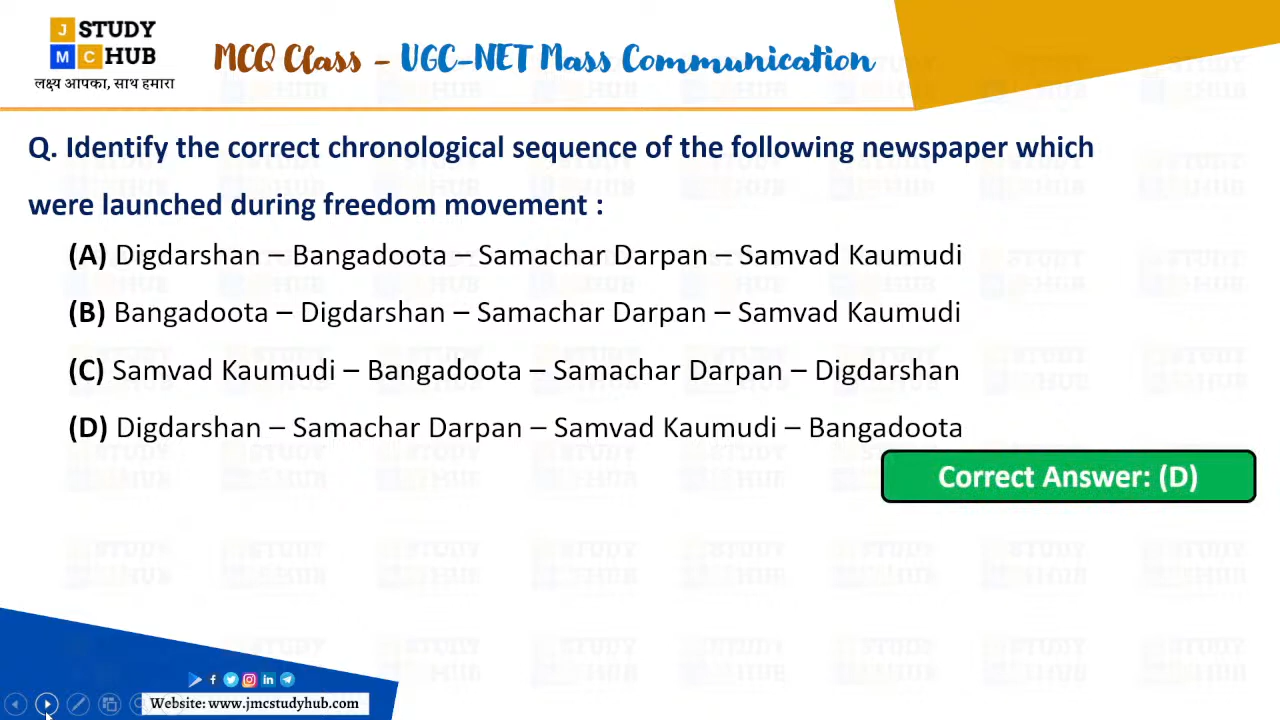 J STUDY
M C HUB
लक्ष्य आपका, साथ हमारा
MCQ Class - UGC-NET Mass Communication
Q. Identify the correct chronological sequence of the following newspaper which
were launched during freedom movement :
(A) Digdarshan – Bangadoota – Samachar Darpan – Samvad Kaumudi
(B) Bangadoota – Digdarshan – Samachar Darpan – Samvad Kaumudi
(C) Samvad Kaumudi – Bangadoota – Samachar Darpan – Digdarshan
(D) Digdarshan – Samachar Darpan – Samvad Kaumudi – Bangadoota
Correct Answer: (D)
Website: www.jmcstudyhub.com